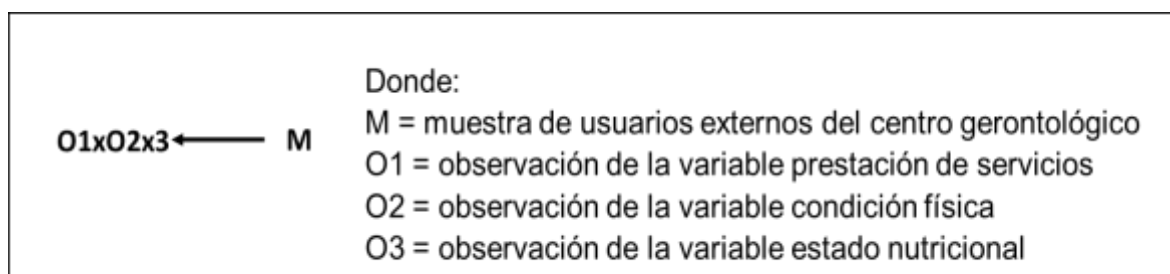 O1xO2x3 M
Donde:
M = muestra de usuarios externos del centro gerontológico
O1 = observación de la variable prestación de servicios
O2 = observación de la variable condición física
O3 = observación de la variable estado nutricional